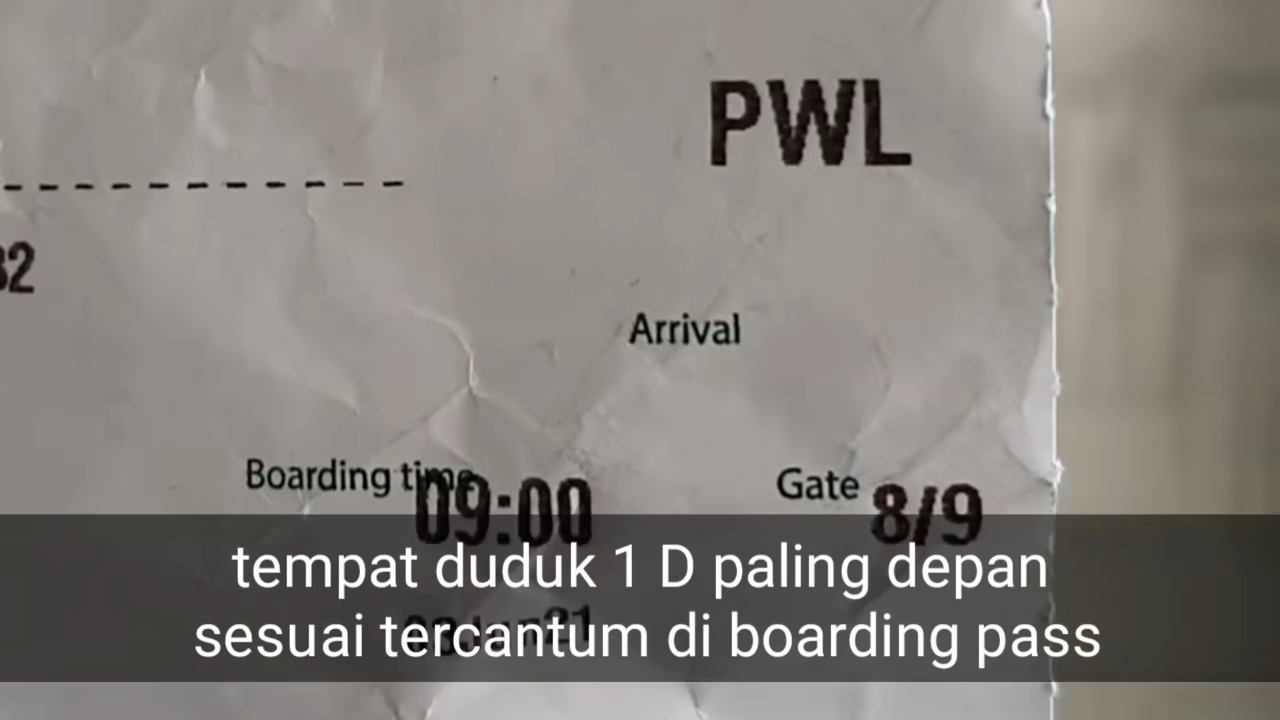 PWL
32
Arrival
Boarding time 09:00
Gate 8/9
tempat duduk 1 D paling depan
sesuai tercantum di boarding pass